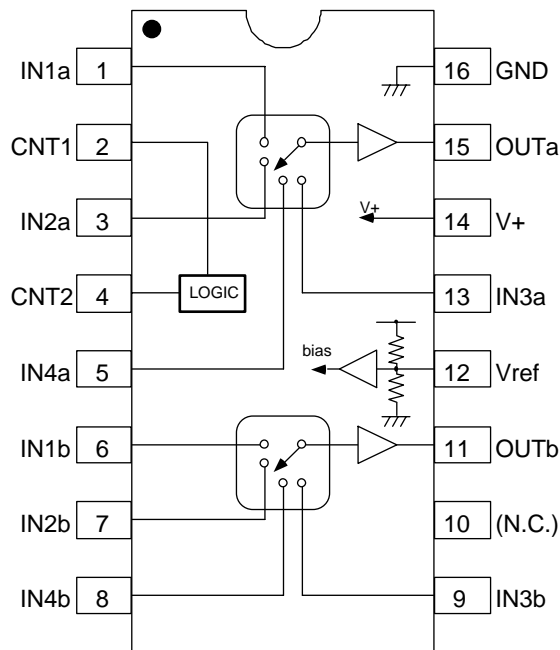 IN1a 1 16 GND
CNT1 2 15 OUTa
IN2a 3 V+ 14 V+
CNT2 4 LOGIC 13 IN3a
IN4a 5 bias 12 Vref
IN1b 6 11 OUTb
IN2b 7 10 (N.C.)
IN4b 8 9 IN3b